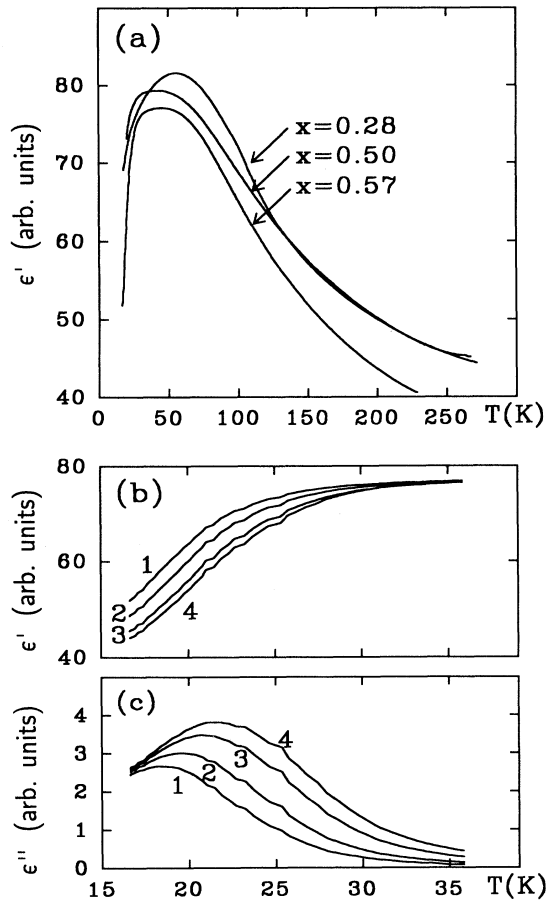 (a)
80
70
60
50
40
ε' (arb. units)
x=0.28
x=0.50
x=0.57
0 50 100 150 200 250 T(K)
(b)
80
60
40
ε' (arb. units)
1
2
3
4
(c)
4
3
2
1
0
ε'' (arb. units)
4
3
2
1
15 20 25 30 35 T(K)